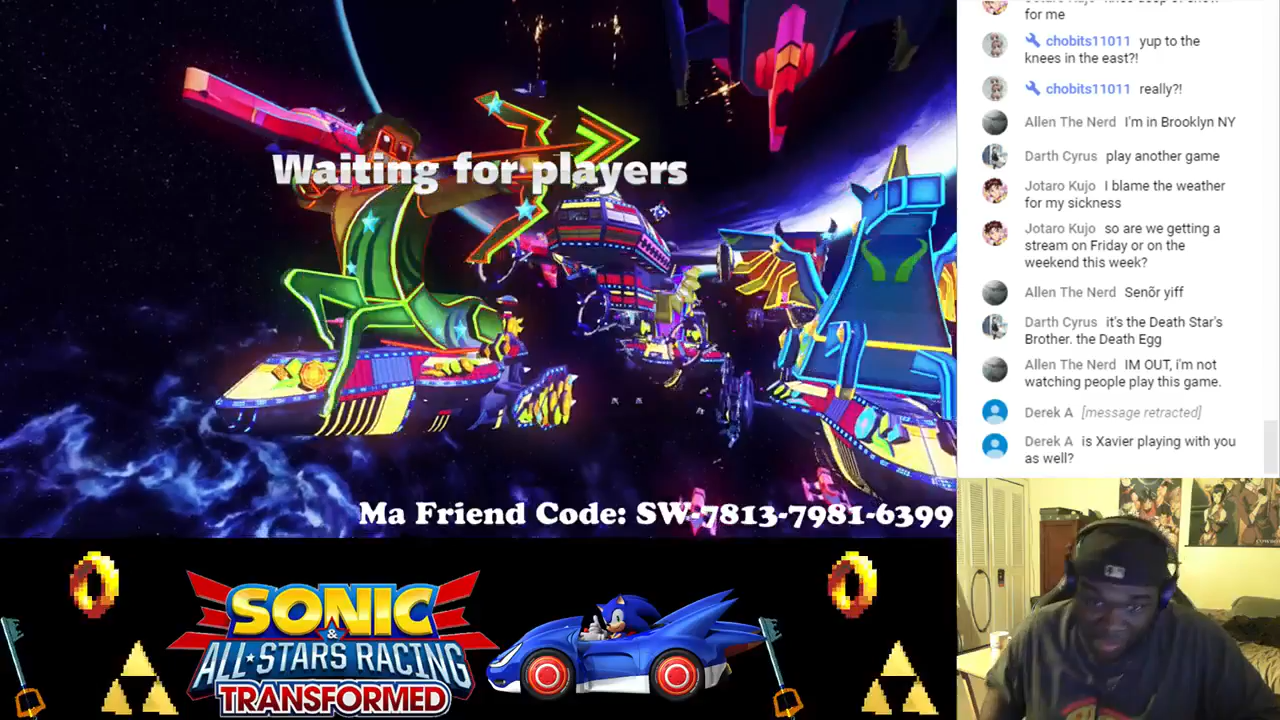 Waiting for players
Ma Friend Code: SW-7813-7981-6399
SONIC
&
ALL★STARS RACING
TRANSFORMED
for me
chobits11011 yup to the
knees in the east?!
chobits11011 really?!
Allen The Nerd I'm in Brooklyn NY
Darth Cyrus play another game
Jotaro Kujo I blame the weather
for my sickness
Jotaro Kujo so are we getting a
stream on Friday or on the
weekend this week?
Allen The Nerd Senõr yiff
Darth Cyrus it's the Death Star's
Brother. the Death Egg
Allen The Nerd IM OUT, i'm not
watching people play this game.
Derek A [message retracted]
Derek A is Xavier playing with you
as well?